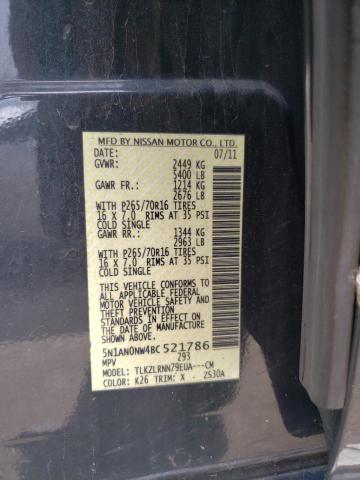 MFD BY NISSAN MOTOR CO., LTD.
DATE: 07/11
GVWR: 2449 KG
5400 LB
GAWR FR.: 1214 KG
2676 LB
WITH P265/70R16 TIRES
16 X 7.0 RIMS AT 35 PSI
COLD SINGLE
GAWR RR.: 1344 KG
2963 LB
WITH P265/70R16 TIRES
16 X 7.0 RIMS AT 35 PSI
COLD SINGLE
THIS VEHICLE CONFORMS TO
ALL APPLICABLE FEDERAL
MOTOR VEHICLE SAFETY
STANDARDS IN EFFECT ON
THE DATE OF MANUFACTURE
SHOWN ABOVE.
5N1AN0NW4BC521786
MPV 293
MODEL: TLKZLRNN79EUA---CM
COLOR: K26 TRIM: X - ZS30A